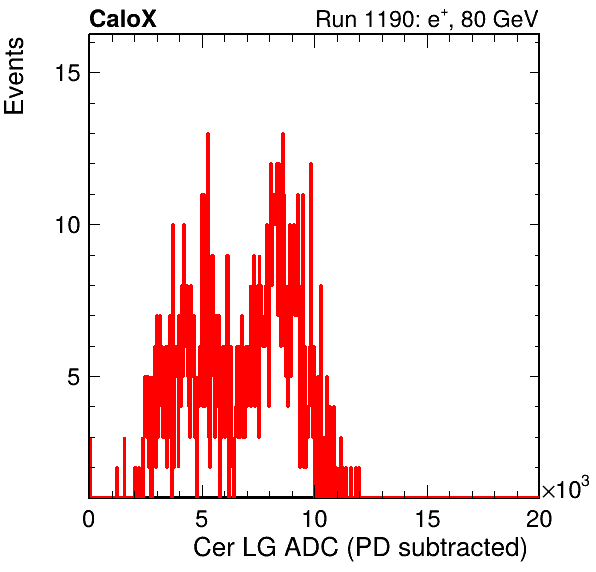 CaloX Run 1190: e⁺, 80 GeV
Events
15
10
5
0 5 10 15 20
×10³
Cer LG ADC (PD subtracted)